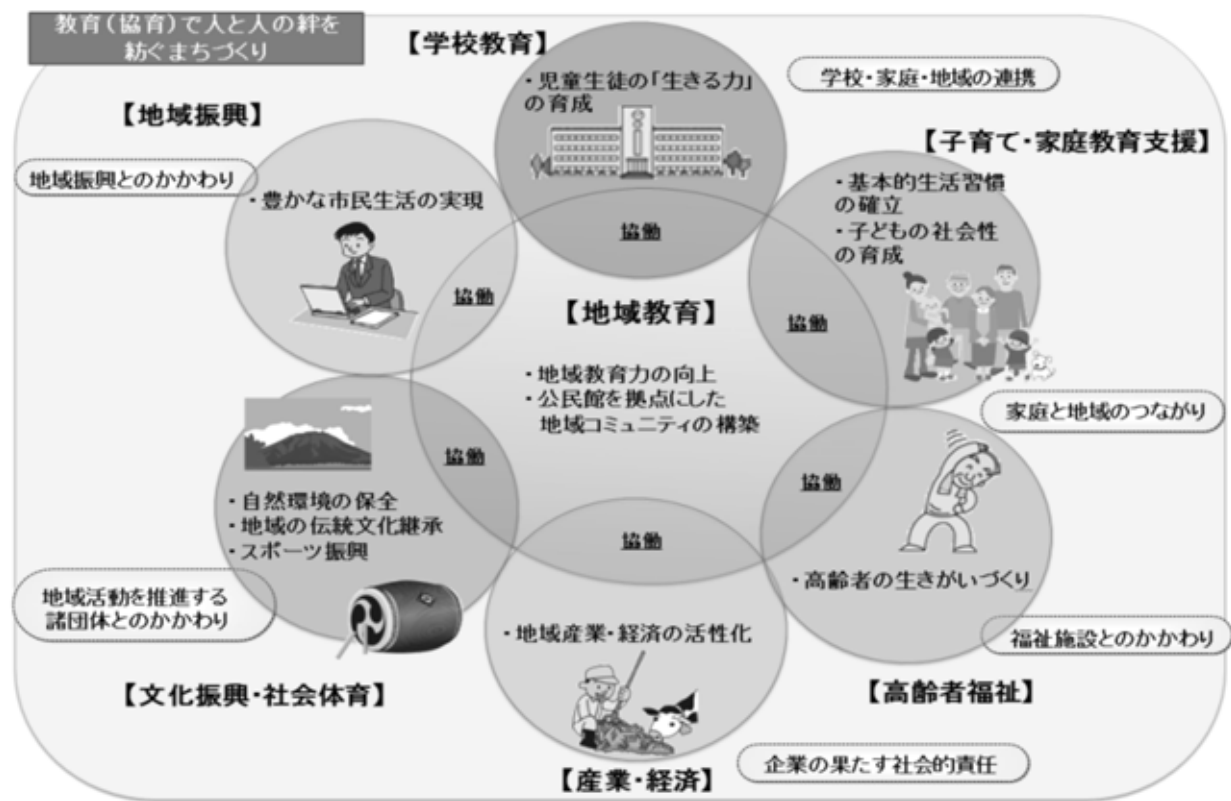 教育(協育)で人と人の絆を
紡ぐまちづくり
【学校教育】
・児童生徒の「生きる力」
の育成
協働
学校・家庭・地域の連携
【地域振興】
地域振興とのかかわり
・豊かな市民生活の実現
協働
【子育て・家庭教育支援】
・基本的生活習慣
の確立
・子どもの社会性
の育成
協働
家庭と地域のつながり
【地域教育】
・地域教育力の向上
・公民館を拠点にした
地域コミュニティの構築
協働
・自然環境の保全
・地域の伝統文化継承
・スポーツ振興
地域活動を推進する
諸団体とのかかわり
【文化振興・社会体育】
協働
・地域産業・経済の活性化
【産業・経済】
企業の果たす社会的責任
協働
・高齢者の生きがいづくり
福祉施設とのかかわり
【高齢者福祉】